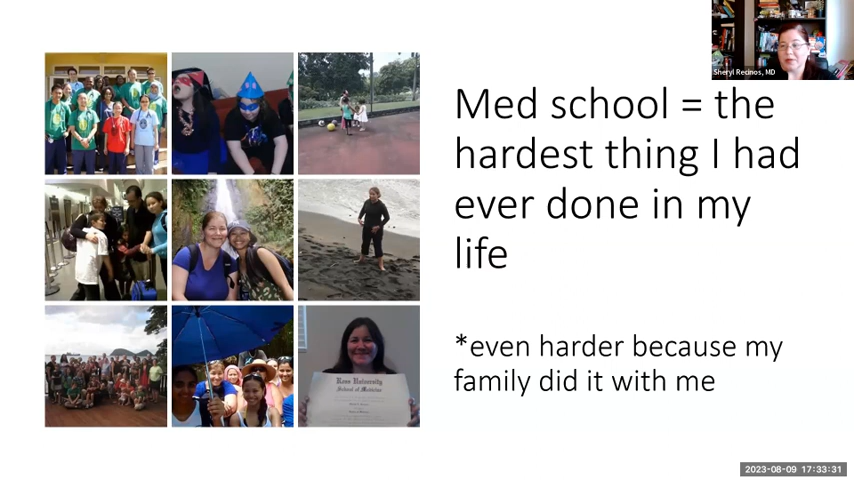 Sheryl Recinos, MD
Med school = the
hardest thing I had
ever done in my
life
*even harder because my
family did it with me
Ross University
School of Medicine
2023-08-09 17:33:31